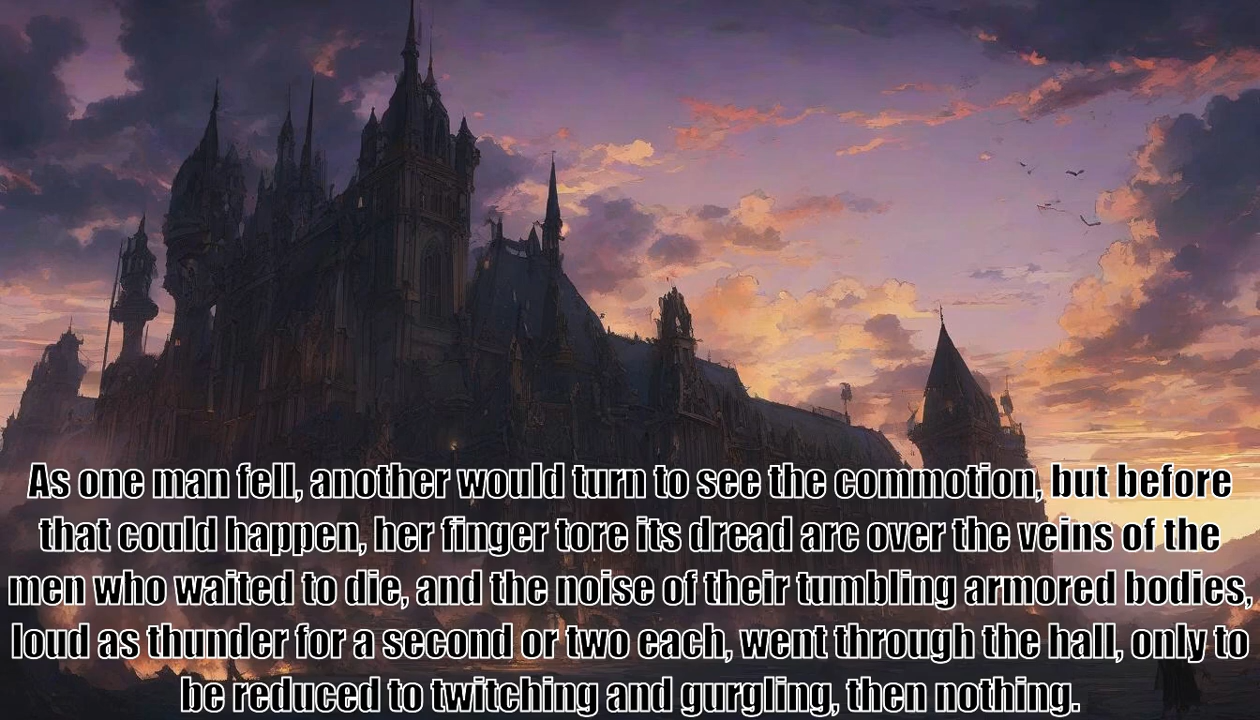 As one man fell, another would turn to see the commotion, but before
that could happen, her finger tore its dread arc over the veins of the
men who waited to die, and the noise of their tumbling armored bodies,
loud as thunder for a second or two each, went through the hall, only to
be reduced to twitching and gurgling, then nothing.